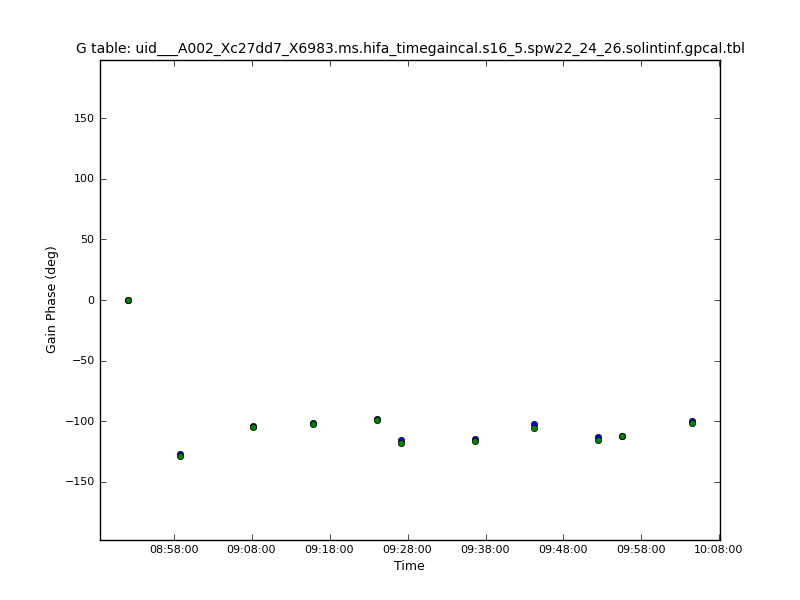 G table: uid___A002_Xc27dd7_X6983.ms.hifa_timegaincal.s16_5.spw22_24_26.solintinf.gpcal.tbl
150
100
50
0
−50
−100
−150
Gain Phase (deg)
08:58:00 09:08:00 09:18:00 09:28:00 09:38:00 09:48:00 09:58:00 10:08:00
Time